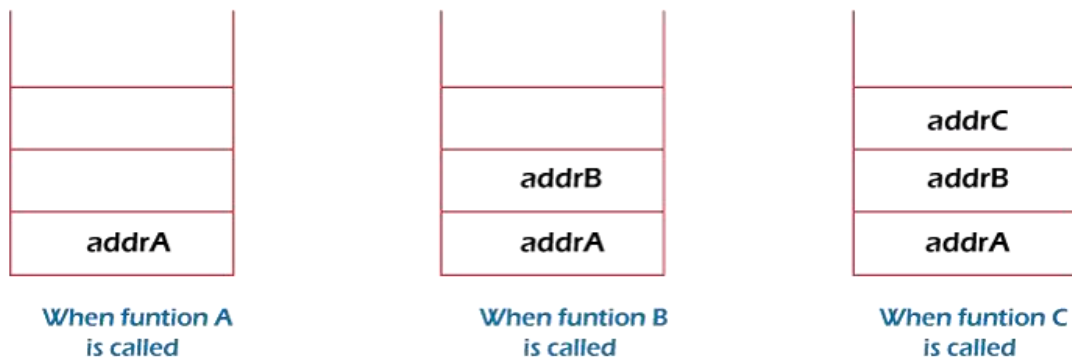 addrA
When funtion A
is called
addrB
addrA
When funtion B
is called
addrC
addrB
addrA
When funtion C
is called